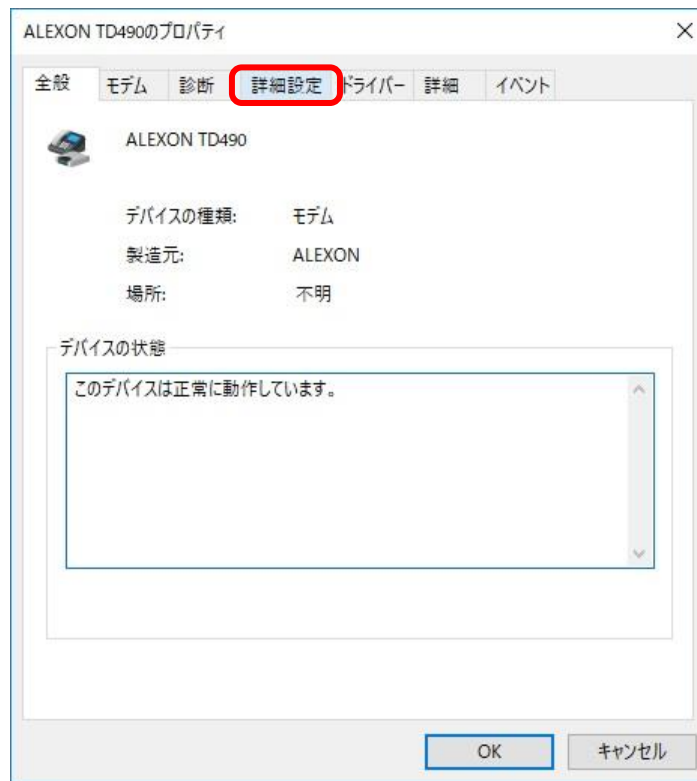 ALEXON TD490のプロパティ
全般 モデム 診断 詳細設定 ドライバー 詳細 イベント
ALEXON TD490
デバイスの種類: モデム
製造元: ALEXON
場所: 不明
デバイスの状態
このデバイスは正常に動作しています。
OK キャンセル